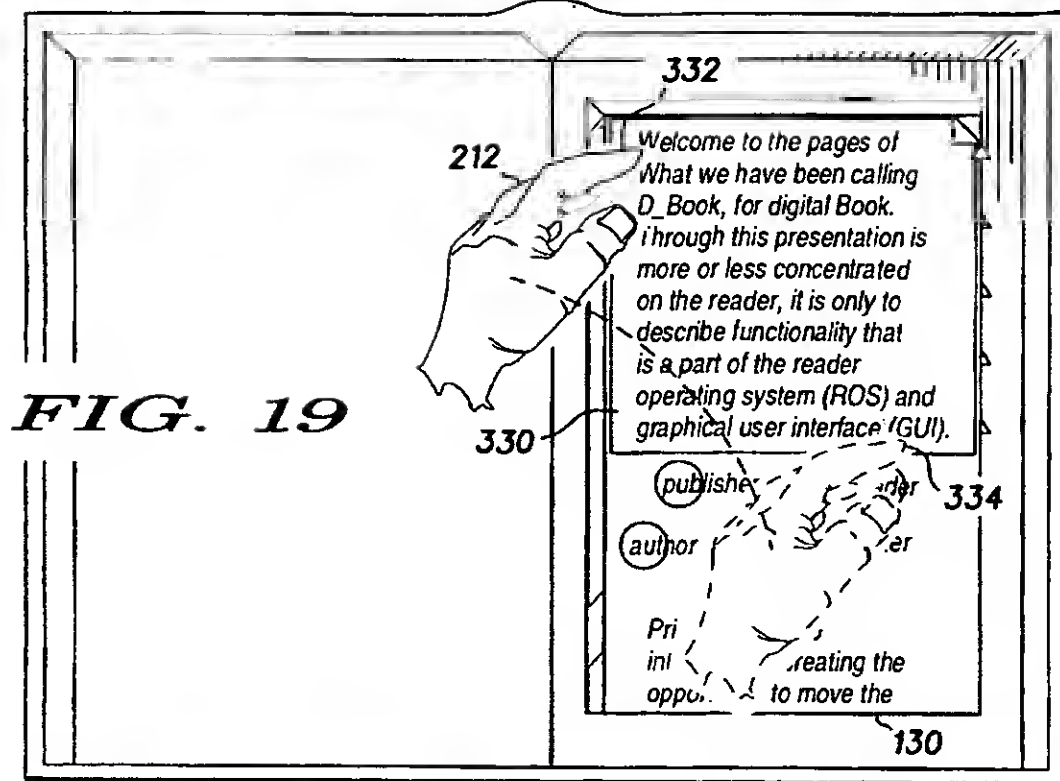 332
212
Welcome to the pages of
What we have been calling
D_Book, for digital Book.
Through this presentation is
more or less concentrated
on the reader, it is only to
describe functionality that
is a part of the reader
operating system (ROS) and
graphical user interface (GUI).
FIG. 19
330
334
author
Pri
reating the
to move the
130